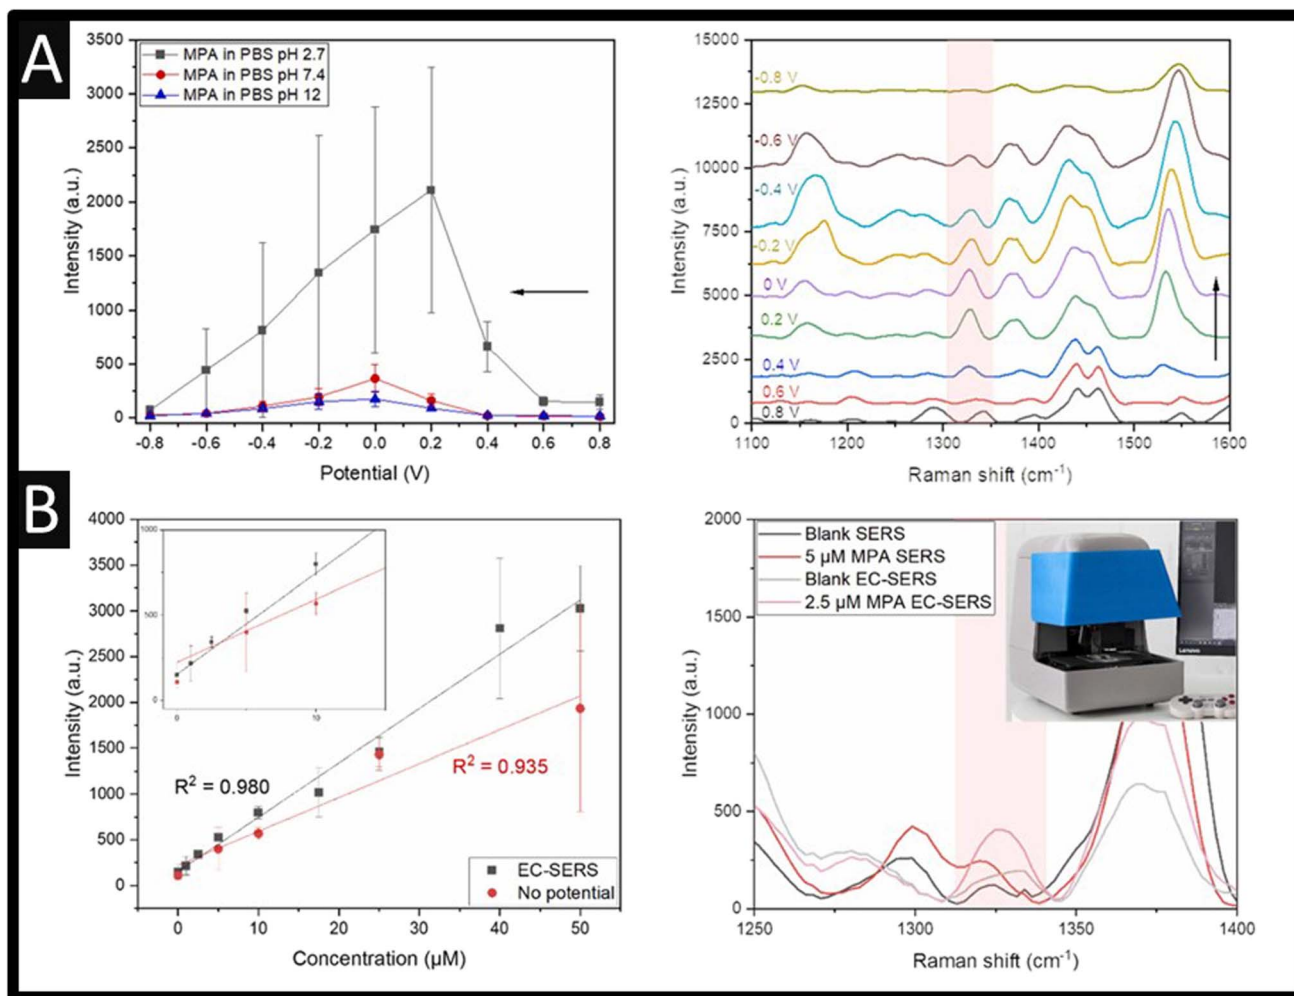 A
3500
3000
2500
2000
1500
1000
500
0
Intensity (a.u.)
MPA in PBS pH 2.7
MPA in PBS pH 7.4
MPA in PBS pH 12
-0.8 -0.6 -0.4 -0.2 0.0 0.2 0.4 0.6 0.8
Potential (V)
15000
12500
10000
7500
5000
2500
0
Intensity (a.u.)
-0.8 V
-0.6 V
-0.4 V
-0.2 V
0 V
0.2 V
0.4 V
0.6 V
0.8 V
1100 1200 1300 1400 1500 1600
Raman shift (cm⁻¹)
B
4000
3500
3000
2500
2000
1500
1000
500
0
Intensity (a.u.)
1000
500
0
0 10
R² = 0.980
R² = 0.935
EC-SERS
No potential
0 10 20 30 40 50
Concentration (µM)
2000
1500
1000
500
0
Intensity (a.u.)
Blank SERS
5 µM MPA SERS
Blank EC-SERS
2.5 µM MPA EC-SERS
Lenovo
1250 1300 1350 1400
Raman shift (cm⁻¹)